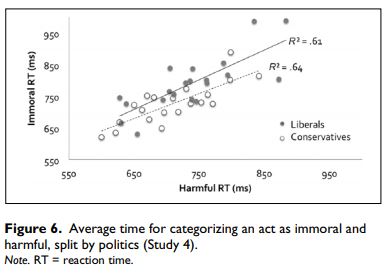 Immoral RT (ms)
950
850
750
650
550
R² = .61
R² = .64
Liberals
Conservatives
550
650
750
850
950
Harmful RT (ms)
Figure 6. Average time for categorizing an act as immoral and
harmful, split by politics (Study 4).
Note. RT = reaction time.